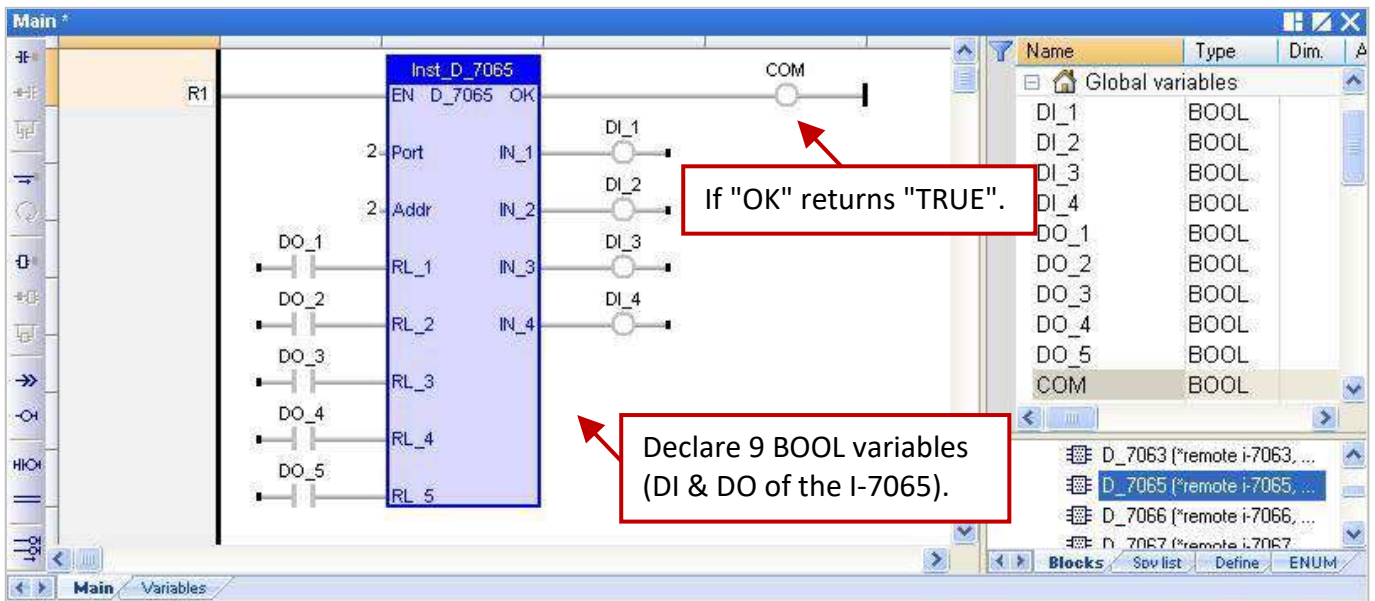 Main *
Name Type Dim. A
Global variables
DI_1 BOOL
DI_2 BOOL
DI_3 BOOL
DI_4 BOOL
DO_1 BOOL
DO_2 BOOL
DO_3 BOOL
DO_4 BOOL
DO_5 BOOL
COM BOOL
R1
Inst_D_7065
EN D_7065 OK
COM
2 Port IN_1 DI_1
2 Addr IN_2 DI_2
DO_1 RL_1 IN_3 DI_3
DO_2 RL_2 IN_4 DI_4
DO_3 RL_3
DO_4 RL_4
DO_5 RL_5
If "OK" returns "TRUE".
Declare 9 BOOL variables
(DI & DO of the I-7065).
D_7063 (*remote i-7063, ...
D_7065 (*remote i-7065, ...
D_7066 (*remote i-7066, ...
D_7067 (*remote i-7067
Blocks Spy list Define ENUM
Main Variables